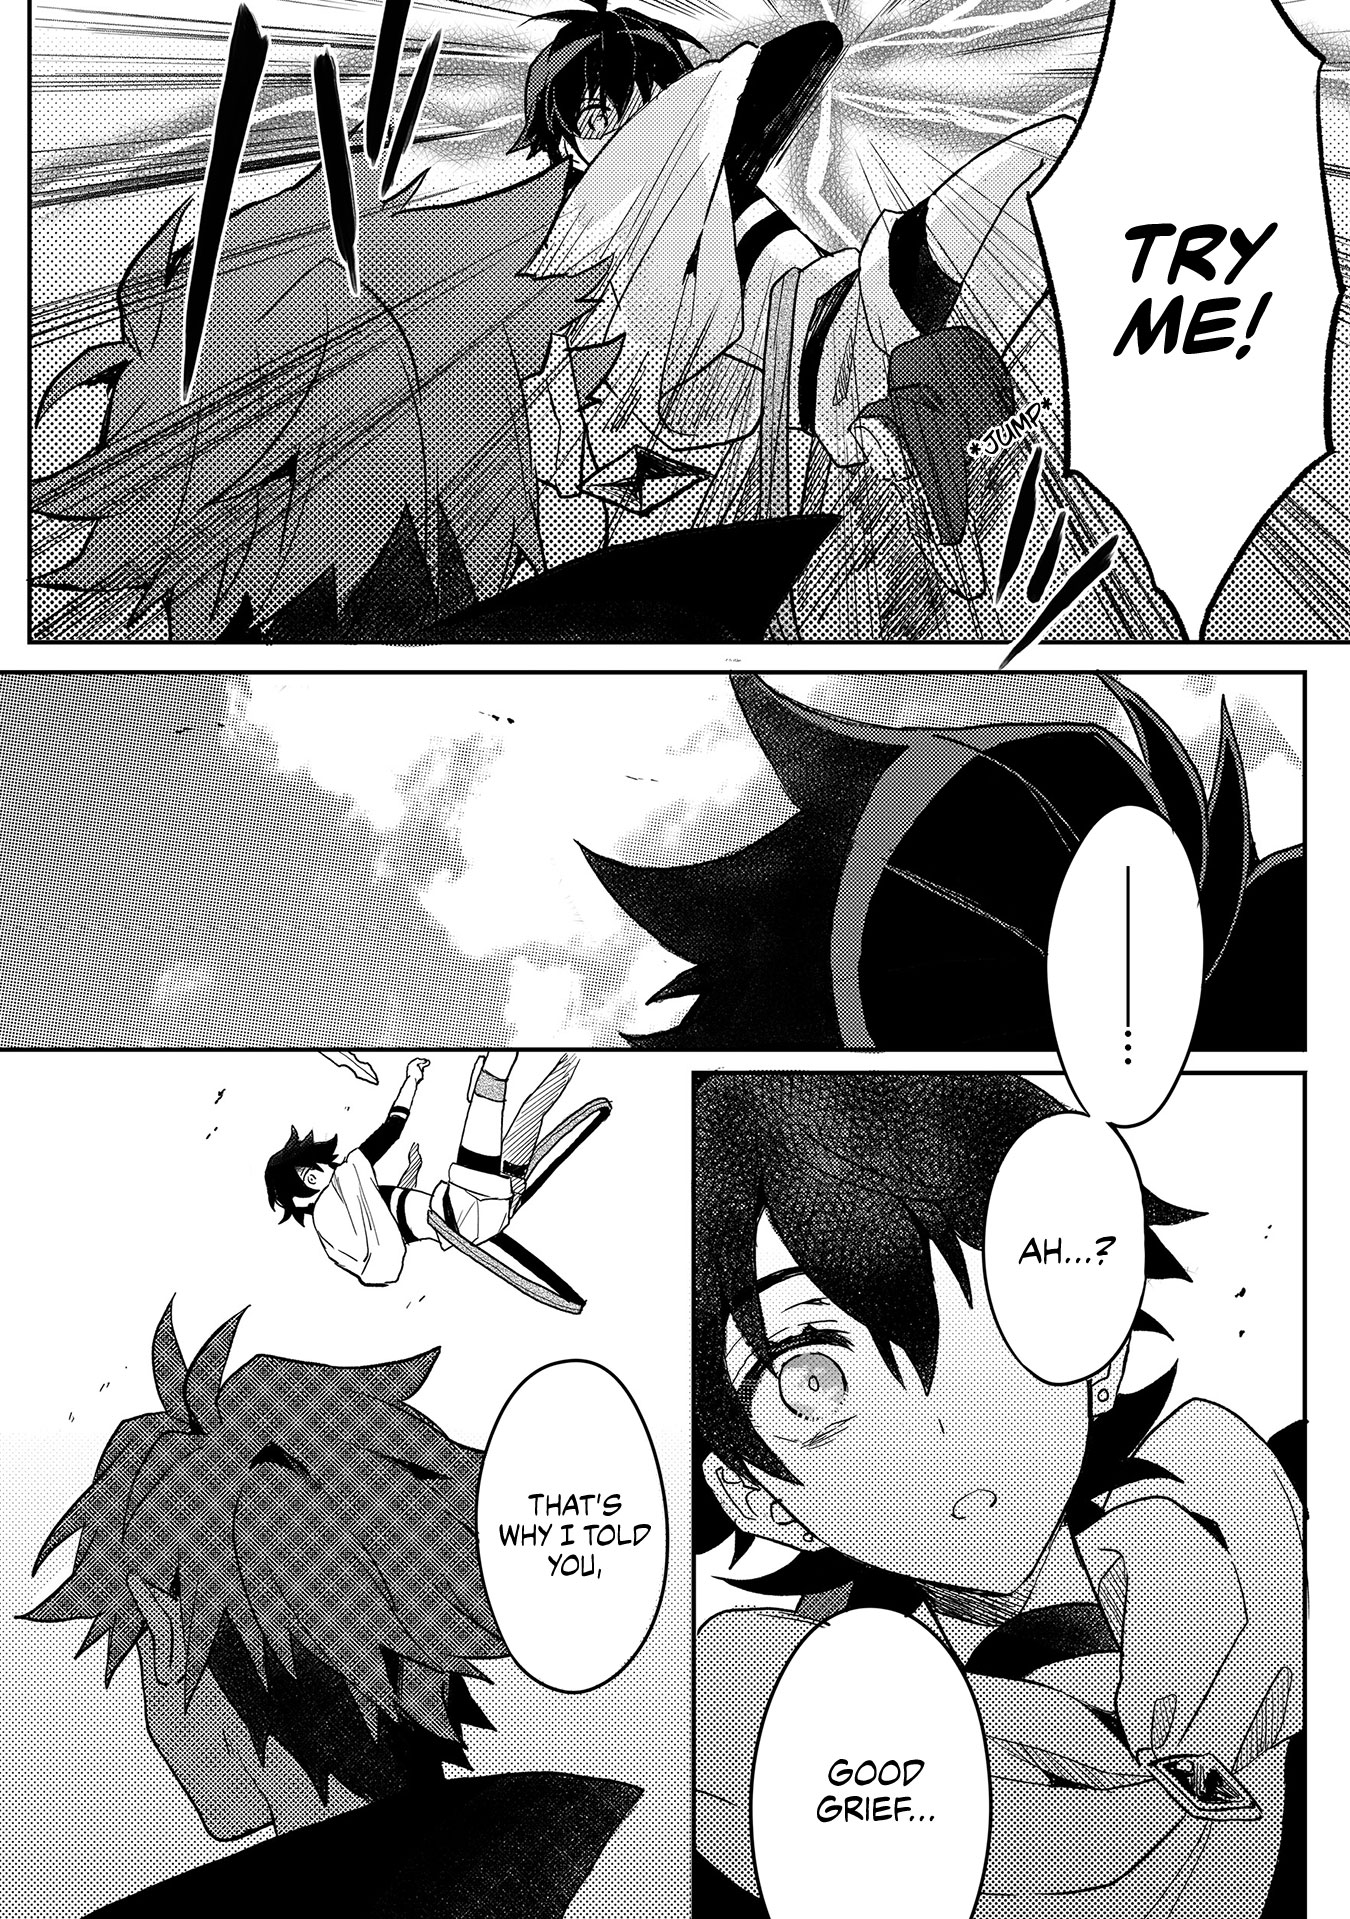 TRY
ME!
*JUMP*
—...
AH...?
GOOD
GRIEF...
THAT'S
WHY I TOLD
YOU,